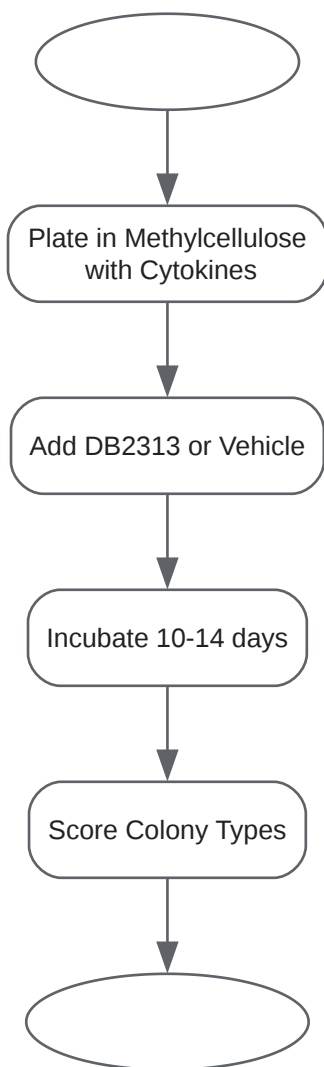 Plate in Methylcellulose
with Cytokines
Add DB2313 or Vehicle
Incubate 10-14 days
Score Colony Types